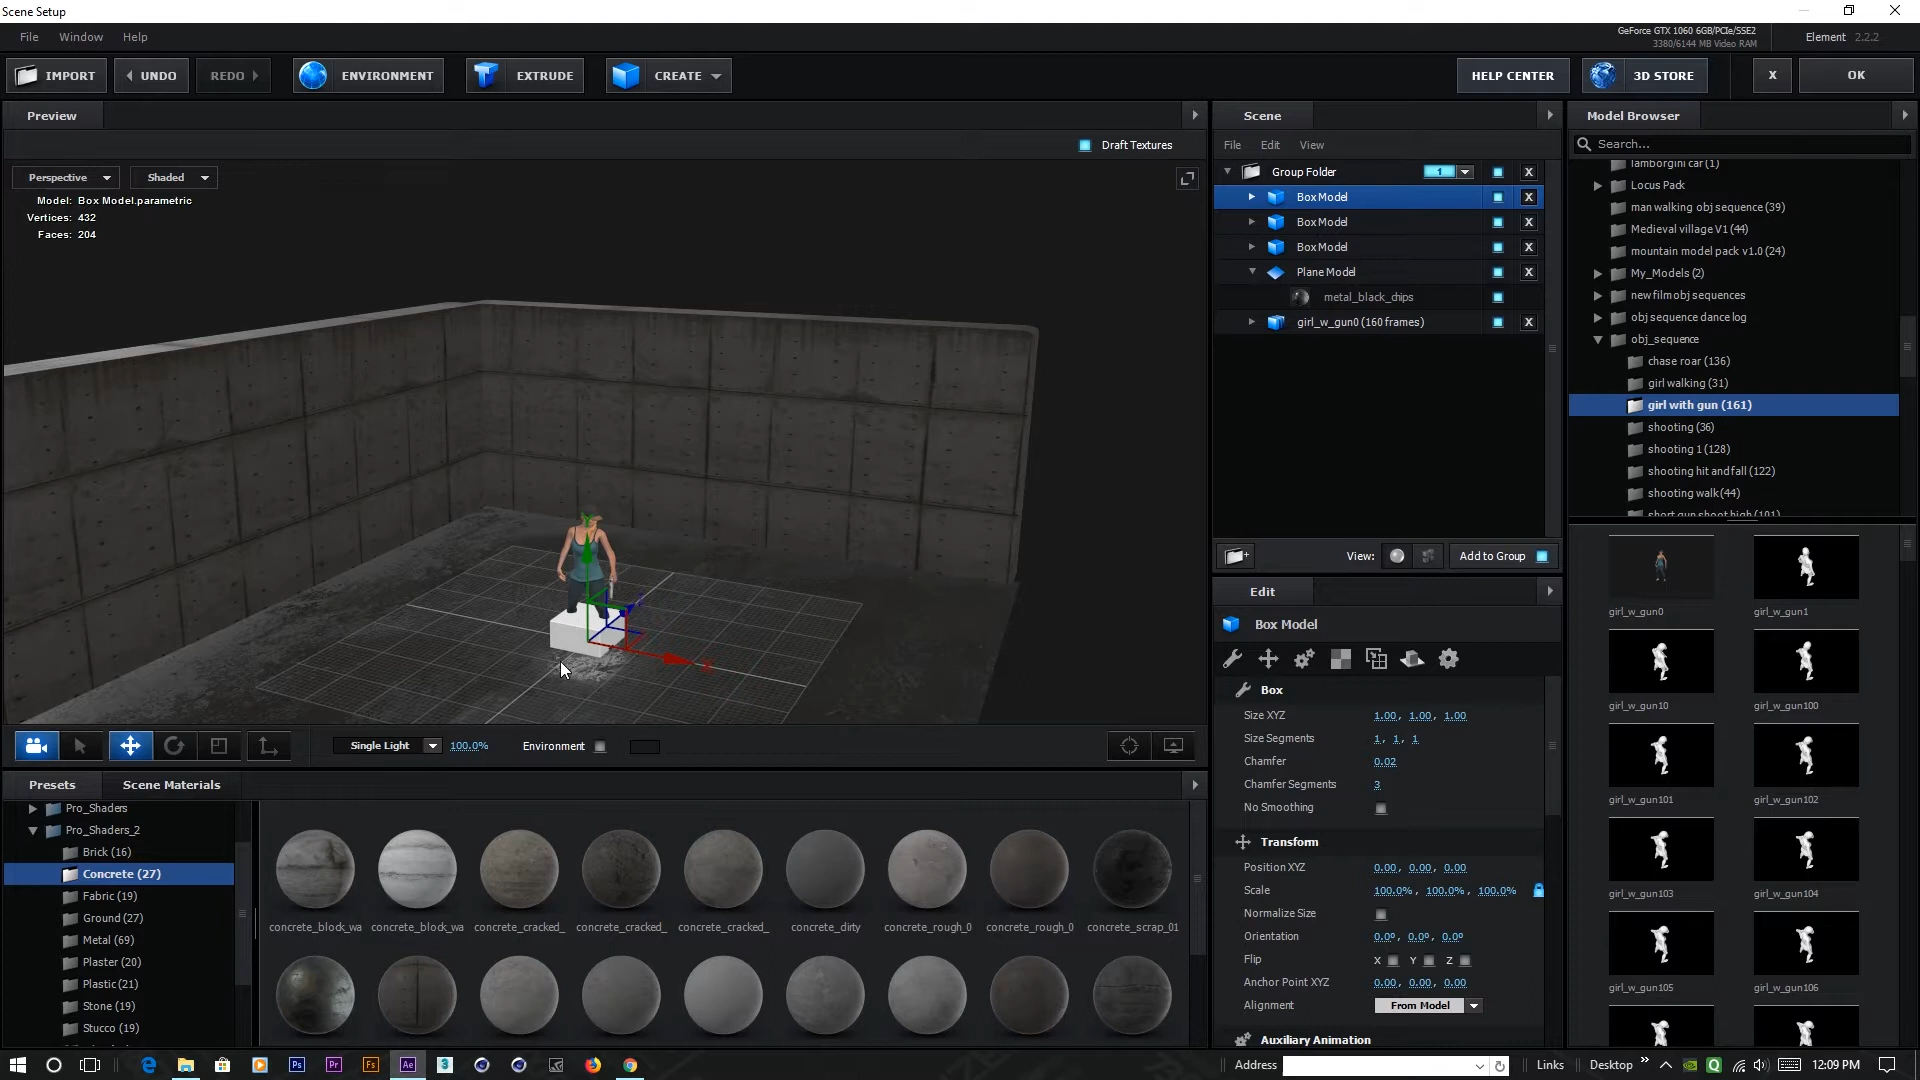 Scene Setup
File Window Help
GeForce GTX 1060 6GB/PCIe/SSE2
3380/6144 MB Video RAM
Element 2.2.2
IMPORT
UNDO
REDO
ENVIRONMENT
EXTRUDE
CREATE
HELP CENTER
3D STORE
X
OK
Preview
Draft Textures
Perspective
Shaded
Model: Box Model.parametric
Vertices: 432
Faces: 204
Single Light
100.0%
Environment
Scene
File Edit View
Group Folder 1 X
Box Model X
Box Model X
Box Model X
Plane Model X
metal_black_chips
girl_w_gun0 (160 frames) X
View:
Add to Group
Edit
Box Model
Box
Size XYZ 1.00, 1.00, 1.00
Size Segments 1, 1, 1
Chamfer 0.02
Chamfer Segments 3
No Smoothing
Transform
Position XYZ 0.00, 0.00, 0.00
Scale 100.0%, 100.0%, 100.0%
Normalize Size
Orientation 0.0º, 0.0º, 0.0º
Flip X Y Z
Anchor Point XYZ 0.00, 0.00, 0.00
Alignment From Model
Auxiliary Animation
Model Browser
Search...
lamborgini car (1)
Locus Pack
man walking obj sequence (39)
Medieval village V1 (44)
mountain model pack v1.0 (24)
My_Models (2)
new film obj sequences
obj sequence dance log
obj_sequence
chase roar (136)
girl walking (31)
girl with gun (161)
shooting (36)
shooting 1 (128)
shooting hit and fall (122)
shooting walk (44)
short gun shoot high (101)
girl_w_gun0 girl_w_gun1
girl_w_gun10 girl_w_gun100
girl_w_gun101 girl_w_gun102
girl_w_gun103 girl_w_gun104
girl_w_gun105 girl_w_gun106
Presets
Scene Materials
Pro_Shaders
Pro_Shaders_2
Brick (16)
Concrete (27)
Fabric (19)
Ground (27)
Metal (69)
Plaster (20)
Plastic (21)
Stone (19)
Stucco (19)
concrete_block_wa concrete_block_wa concrete_cracked_ concrete_cracked_ concrete_cracked_ concrete_dirty concrete_rough_0 concrete_rough_0 concrete_scrap_01
Address
Links
Desktop
12:09 PM